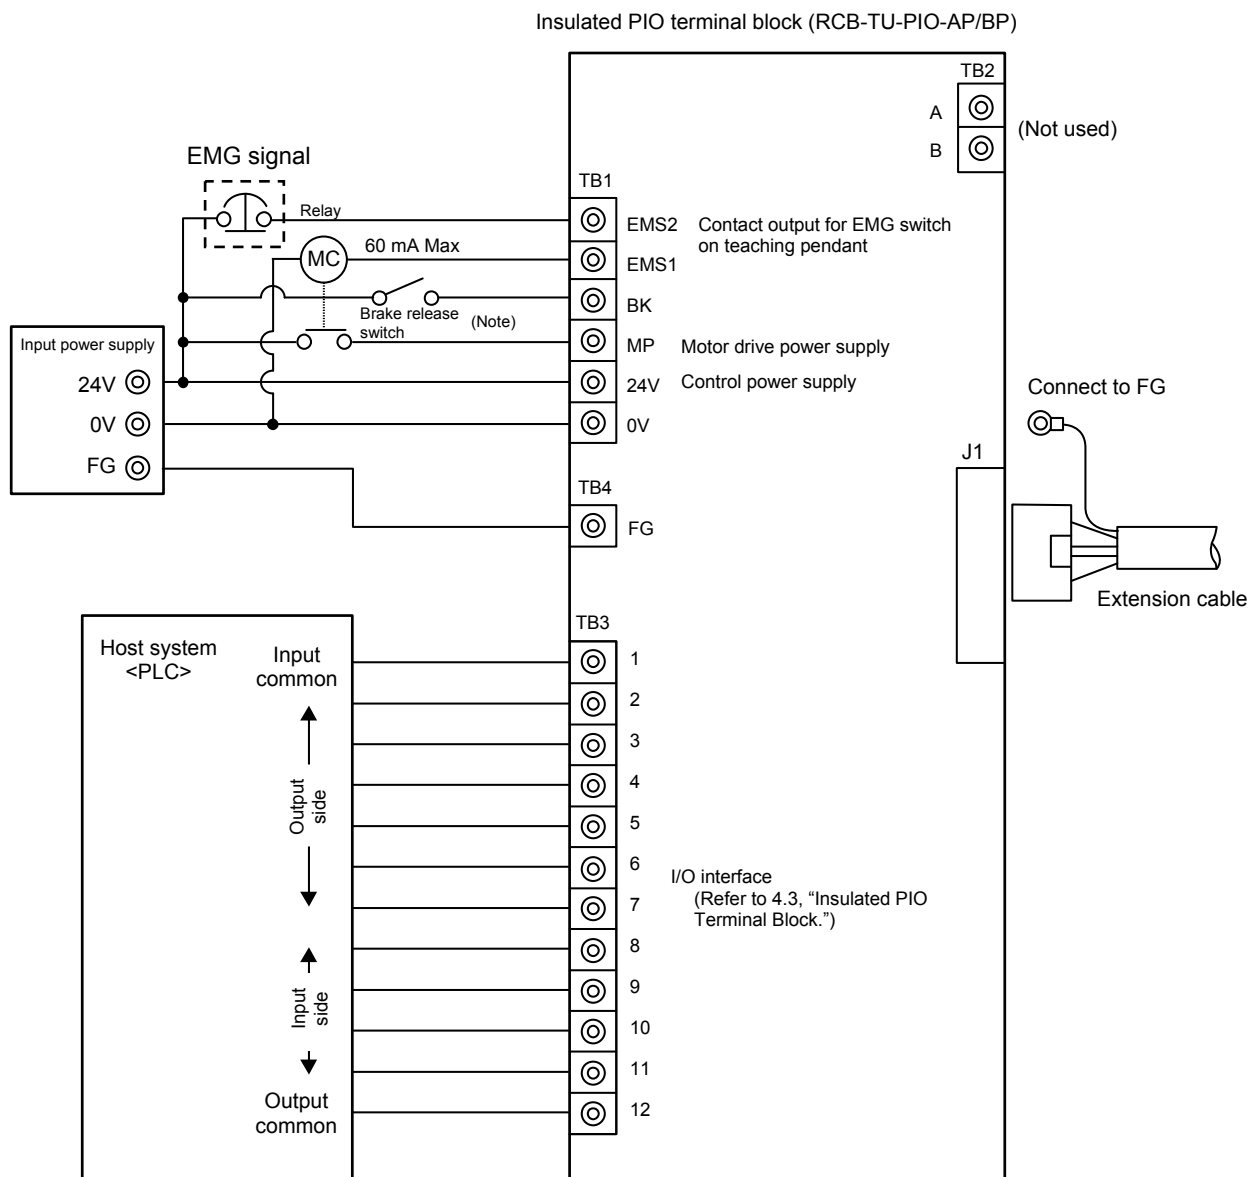 Insulated PIO terminal block (RCB-TU-PIO-AP/BP)
TB2
A
B
(Not used)
EMG signal
TB1
Relay
EMS2
Contact output for EMG switch
on teaching pendant
MC
60 mA Max
EMS1
BK
Brake release
switch
(Note)
MP
Motor drive power supply
Input power supply
24V
24V
Control power supply
0V
0V
FG
Connect to FG
J1
TB4
FG
Extension cable
TB3
Host system
<PLC>
Input
common
1
2
3
4
5
6
7
8
9
10
11
12
Output
side
I/O interface
(Refer to 4.3, “Insulated PIO
Terminal Block.”)
Input
side
Output
common